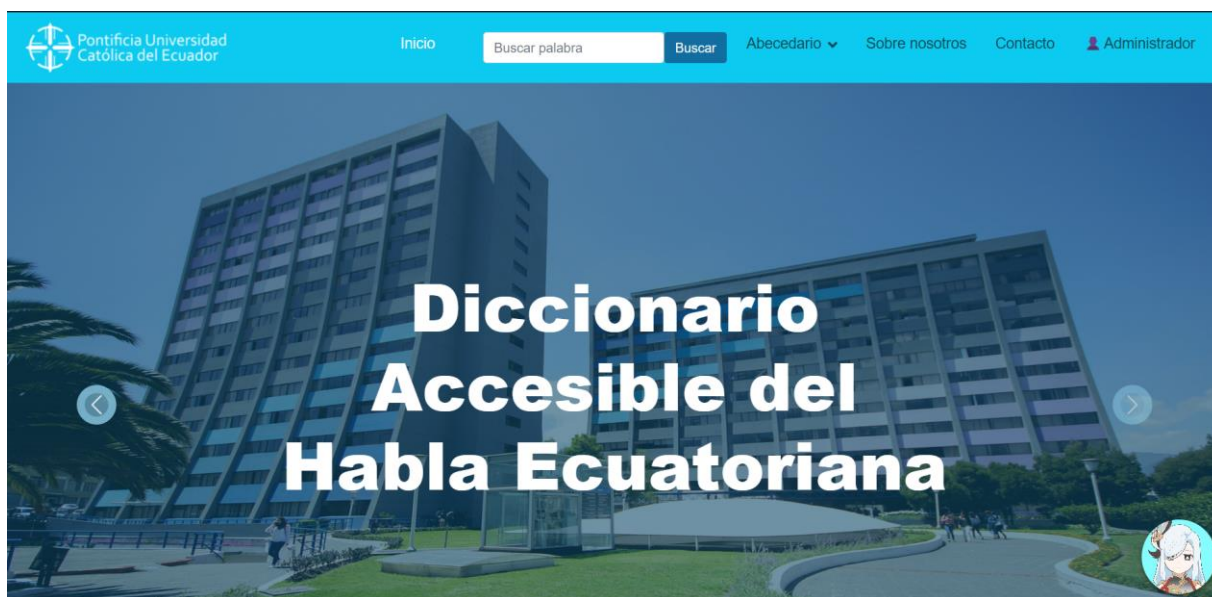 Pontificia Universidad
Católica del Ecuador
Inicio
Buscar palabra
Buscar
Abecedario
Sobre nosotros
Contacto
Administrador
Diccionario
Accesible del
Habla Ecuatoriana